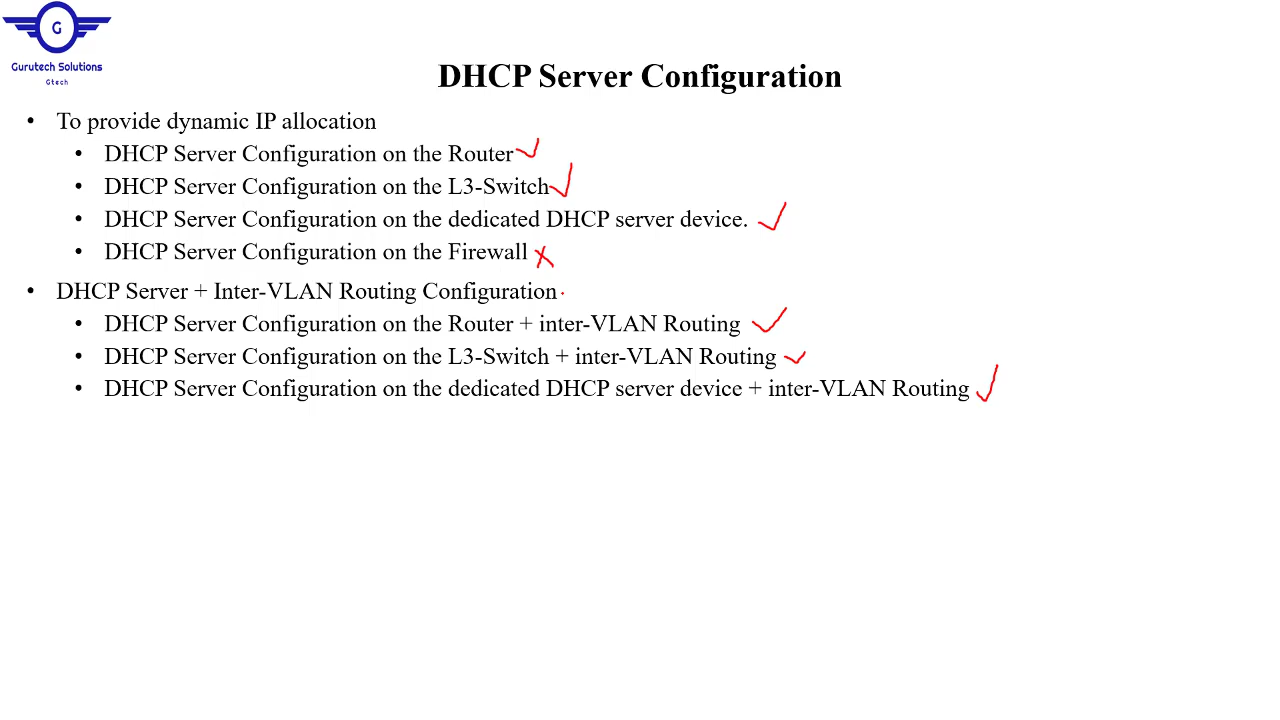 G
Gurutech Solutions
Gtech
DHCP Server Configuration
• To provide dynamic IP allocation
• DHCP Server Configuration on the Router
• DHCP Server Configuration on the L3-Switch
• DHCP Server Configuration on the dedicated DHCP server device.
• DHCP Server Configuration on the Firewall
• DHCP Server + Inter-VLAN Routing Configuration
• DHCP Server Configuration on the Router + inter-VLAN Routing
• DHCP Server Configuration on the L3-Switch + inter-VLAN Routing
• DHCP Server Configuration on the dedicated DHCP server device + inter-VLAN Routing